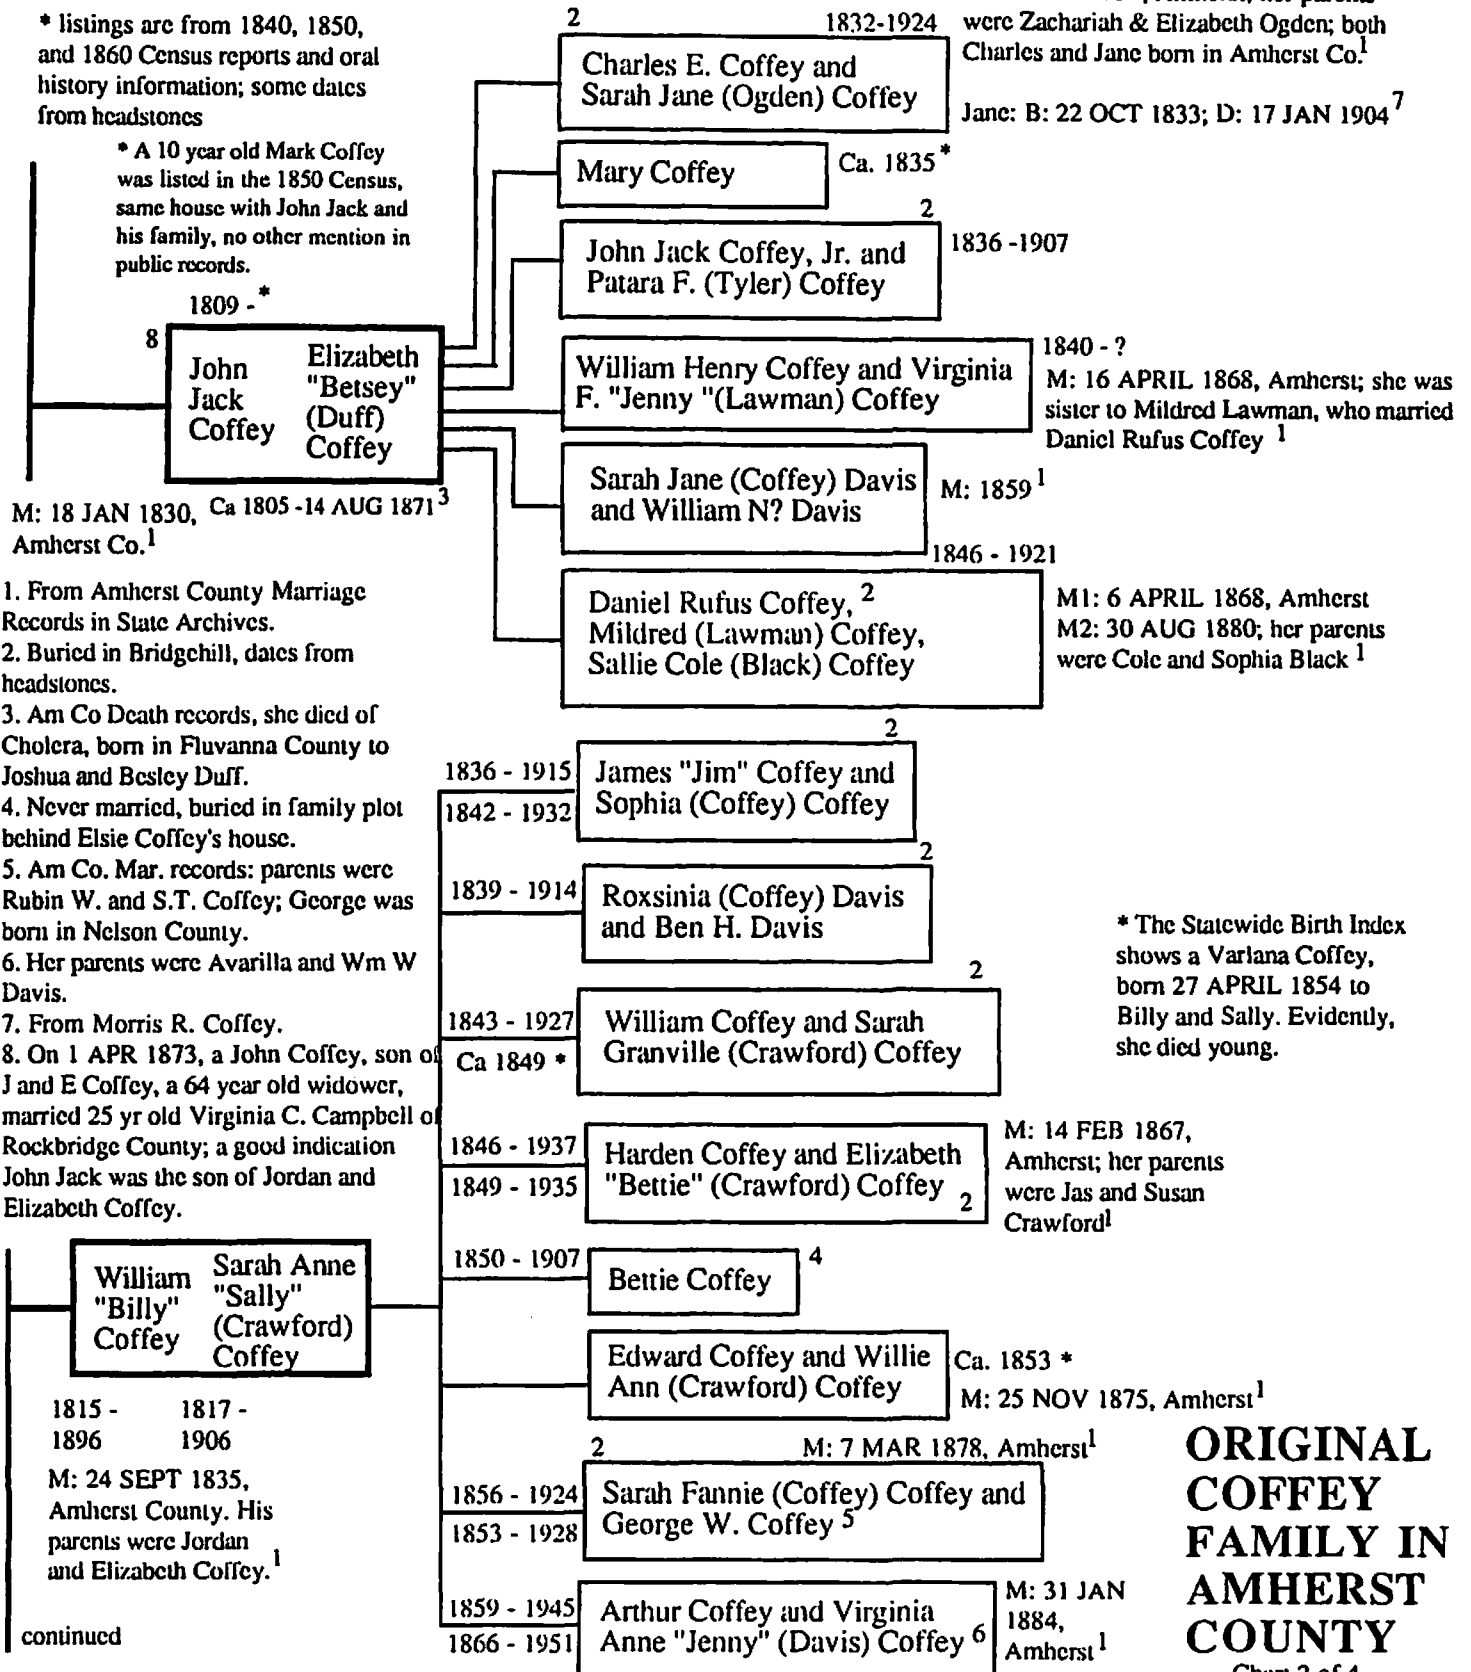 * listings are from 1840, 1850,
and 1860 Census reports and oral
history information; some dates
from headstones
* A 10 year old Mark Coffey
was listed in the 1850 Census,
same house with John Jack and
his family, no other mention in
public records.
1809 - *
8
John
Jack
Coffey
Elizabeth
"Betsey"
(Duff)
Coffey
M: 18 JAN 1830,
Amherst Co.1
Ca 1805 -14 AUG 1871 3
2
1832-1924
Charles E. Coffey and
Sarah Jane (Ogden) Coffey
were Zachariah & Elizabeth Ogden; both
Charles and Jane born in Amherst Co.1
Jane: B: 22 OCT 1833; D: 17 JAN 1904 7
Mary Coffey
Ca. 1835 *
2
John Jack Coffey, Jr. and
Patara F. (Tyler) Coffey
1836 -1907
William Henry Coffey and Virginia
F. "Jenny "(Lawman) Coffey
1840 - ?
M: 16 APRIL 1868, Amherst; she was
sister to Mildred Lawman, who married
Daniel Rufus Coffey 1
Sarah Jane (Coffey) Davis
and William N? Davis
M: 1859 1
1846 - 1921
Daniel Rufus Coffey, 2
Mildred (Lawman) Coffey,
Sallie Cole (Black) Coffey
M1: 6 APRIL 1868, Amherst
M2: 30 AUG 1880; her parents
were Cole and Sophia Black 1
1. From Amherst County Marriage
Records in State Archives.
2. Buried in Bridgehill, dates from
headstones.
3. Am Co Death records, she died of
Cholera, born in Fluvanna County to
Joshua and Besley Duff.
4. Never married, buried in family plot
behind Elsie Coffey's house.
5. Am Co. Mar. records: parents were
Rubin W. and S.T. Coffey; George was
born in Nelson County.
6. Her parents were Avarilla and Wm W
Davis.
7. From Morris R. Coffey.
8. On 1 APR 1873, a John Coffey, son of
J and E Coffey, a 64 year old widower,
married 25 yr old Virginia C. Campbell of
Rockbridge County; a good indication
John Jack was the son of Jordan and
Elizabeth Coffey.
William
"Billy"
Coffey
Sarah Anne
"Sally"
(Crawford)
Coffey
1815 -
1896
1817 -
1906
M: 24 SEPT 1835,
Amherst County. His
parents were Jordan
and Elizabeth Coffey.1
continued
2
1836 - 1915
1842 - 1932
James "Jim" Coffey and
Sophia (Coffey) Coffey
2
1839 - 1914
Roxsinia (Coffey) Davis
and Ben H. Davis
2
1843 - 1927
Ca 1849 *
William Coffey and Sarah
Granville (Crawford) Coffey
* The Statewide Birth Index
shows a Varlana Coffey,
born 27 APRIL 1854 to
Billy and Sally. Evidently,
she died young.
1846 - 1937
1849 - 1935
Harden Coffey and Elizabeth
"Bettie" (Crawford) Coffey 2
M: 14 FEB 1867,
Amherst; her parents
were Jas and Susan
Crawford1
1850 - 1907
Bettie Coffey
4
Edward Coffey and Willie
Ann (Crawford) Coffey
Ca. 1853 *
M: 25 NOV 1875, Amherst1
2
M: 7 MAR 1878, Amherst1
1856 - 1924
1853 - 1928
Sarah Fannie (Coffey) Coffey and
George W. Coffey 5
1859 - 1945
1866 - 1951
Arthur Coffey and Virginia
Anne "Jenny" (Davis) Coffey 6
M: 31 JAN
1884,
Amherst 1
ORIGINAL
COFFEY
FAMILY IN
AMHERST
COUNTY